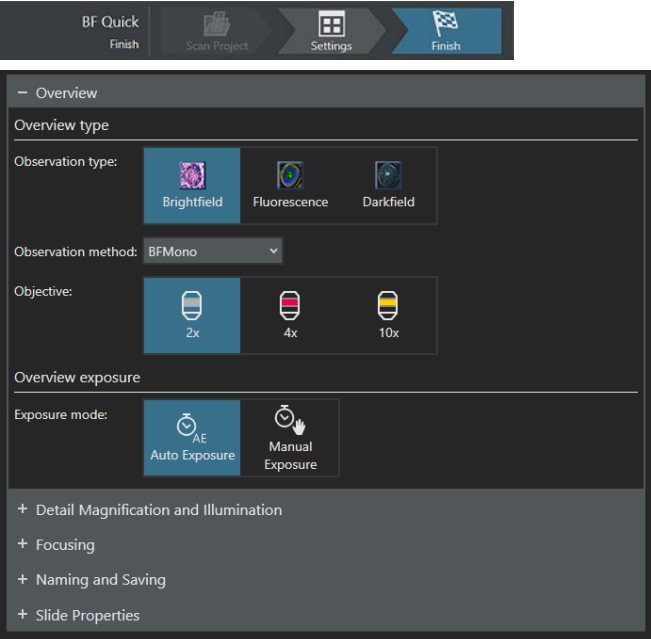 BF Quick
Finish
Scan Project
Settings
Finish
− Overview
Overview type
Observation type:
Brightfield
Fluorescence
Darkfield
Observation method:
BFMono
Objective:
2x
4x
10x
Overview exposure
Exposure mode:
AE
Auto Exposure
Manual
Exposure
+ Detail Magnification and Illumination
+ Focusing
+ Naming and Saving
+ Slide Properties